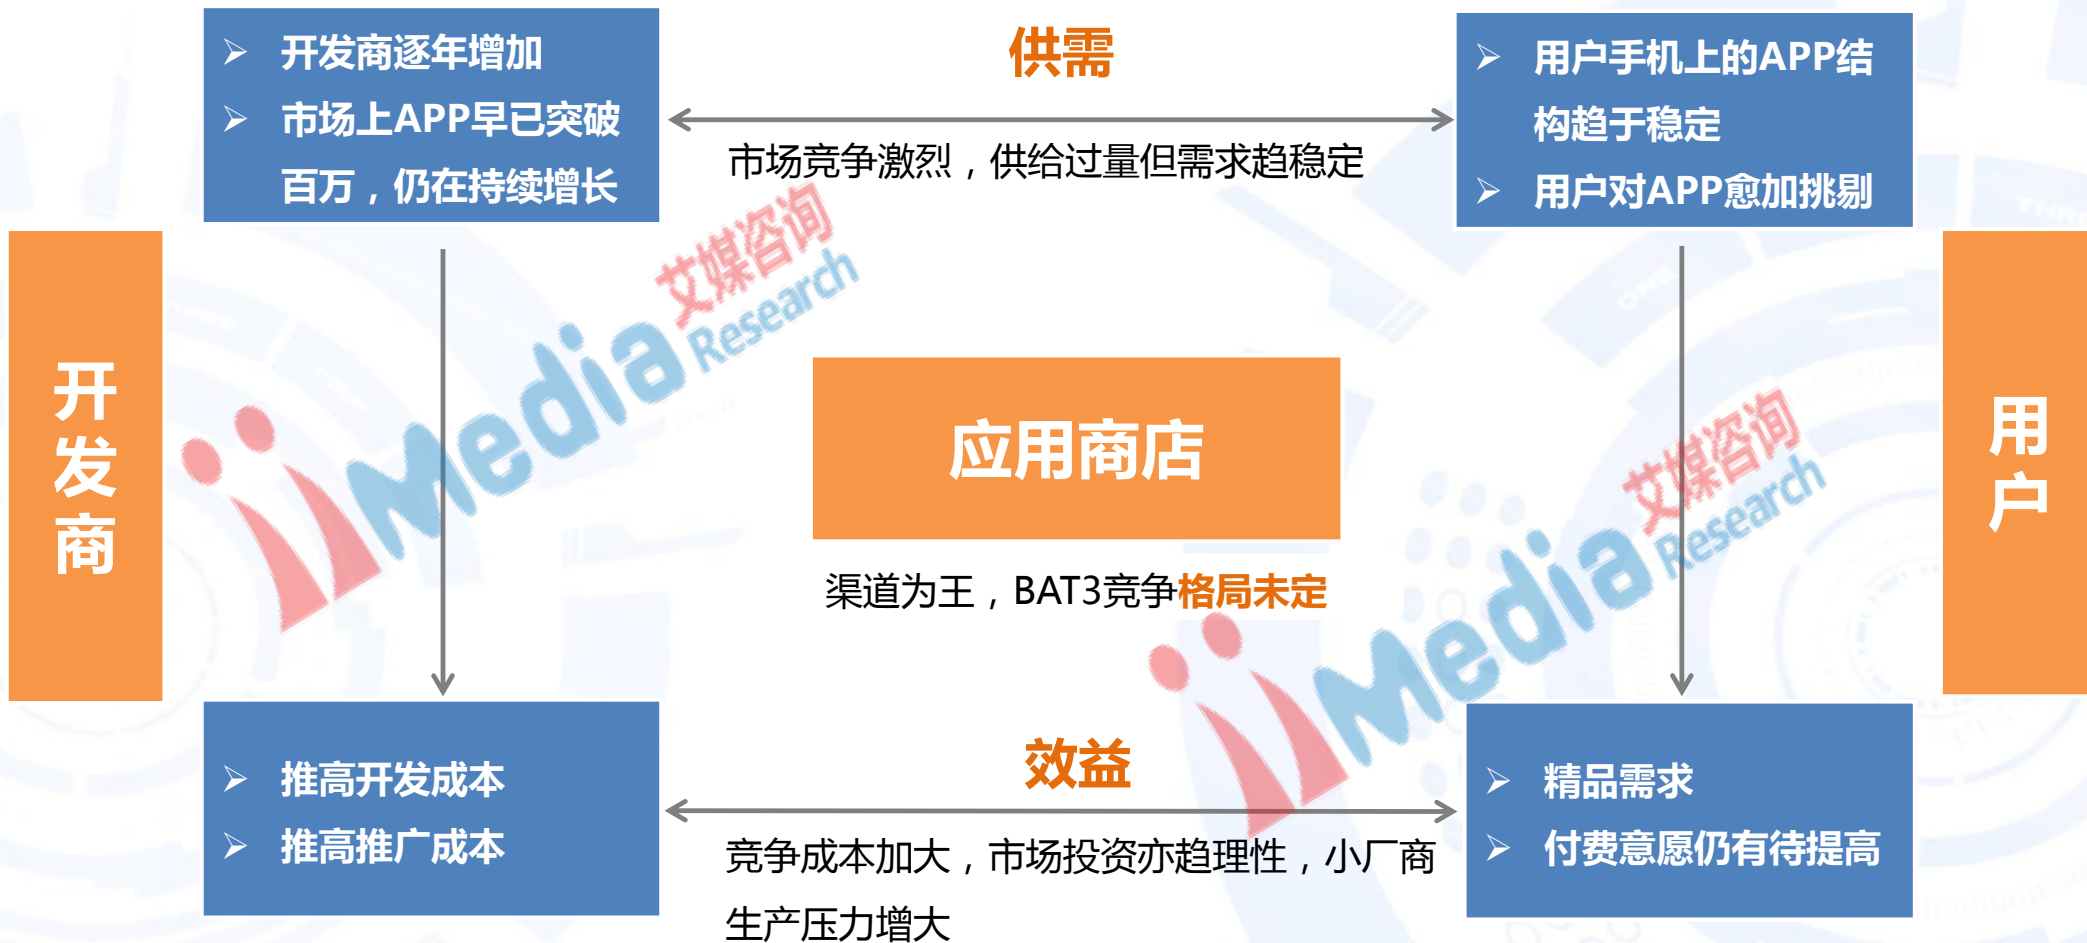 开发商逐年增加
市场上APP早已突破
百万，仍在持续增长
供需
市场竞争激烈，供给过量但需求趋稳定
用户手机上的APP结
构趋于稳定
用户对APP愈加挑剔
开发商
应用商店
渠道为王，BAT3竞争格局未定
用户
推高开发成本
推高推广成本
效益
竞争成本加大，市场投资亦趋理性，小厂商
生产压力增大
精品需求
付费意愿仍有待提高
艾媒咨询
iiMedia Research
艾媒咨询
iiMedia Research